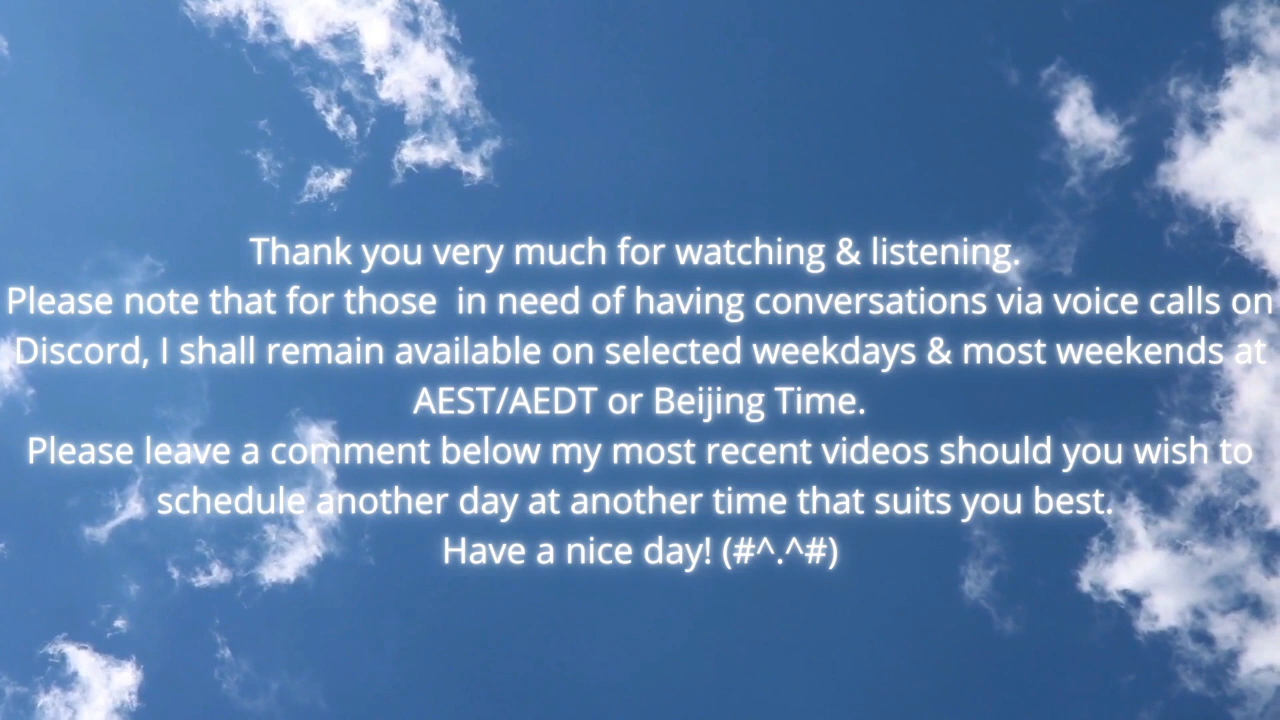 Thank you very much for watching & listening.
Please note that for those  in need of having conversations via voice calls on
Discord, I shall remain available on selected weekdays & most weekends at
AEST/AEDT or Beijing Time.
Please leave a comment below my most recent videos should you wish to
schedule another day at another time that suits you best.
Have a nice day! (#^.^#)